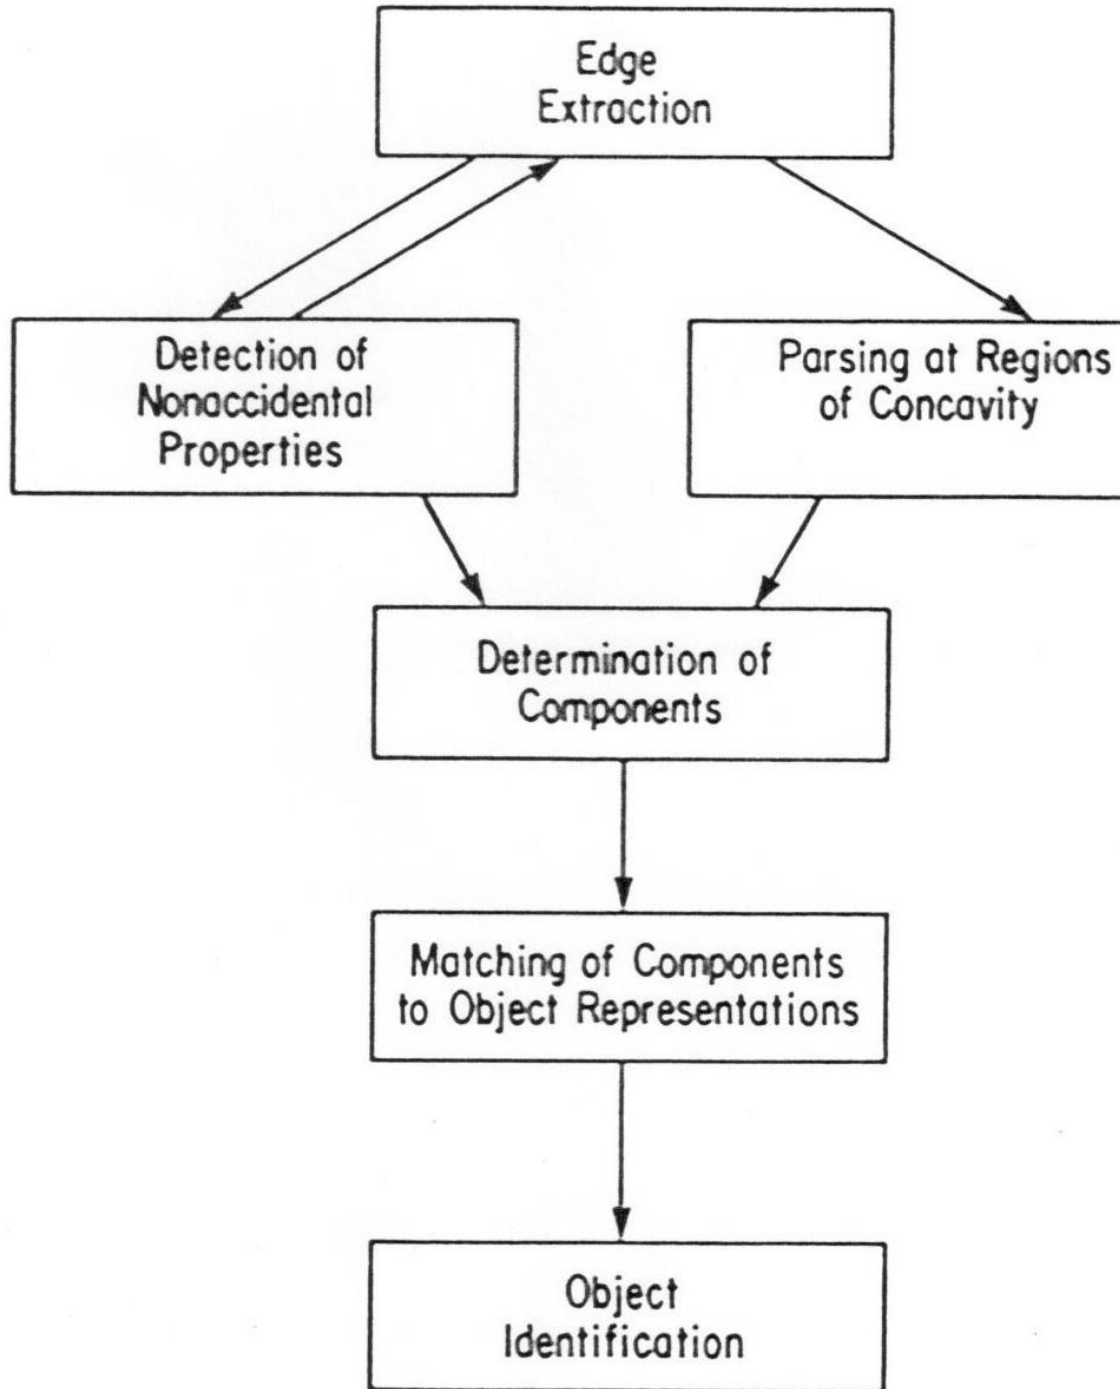 Edge
Extraction
Detection of
Nonaccidental
Properties
Parsing at Regions
of Concavity
Determination of
Components
Matching of Components
to Object Representations
Object
Identification